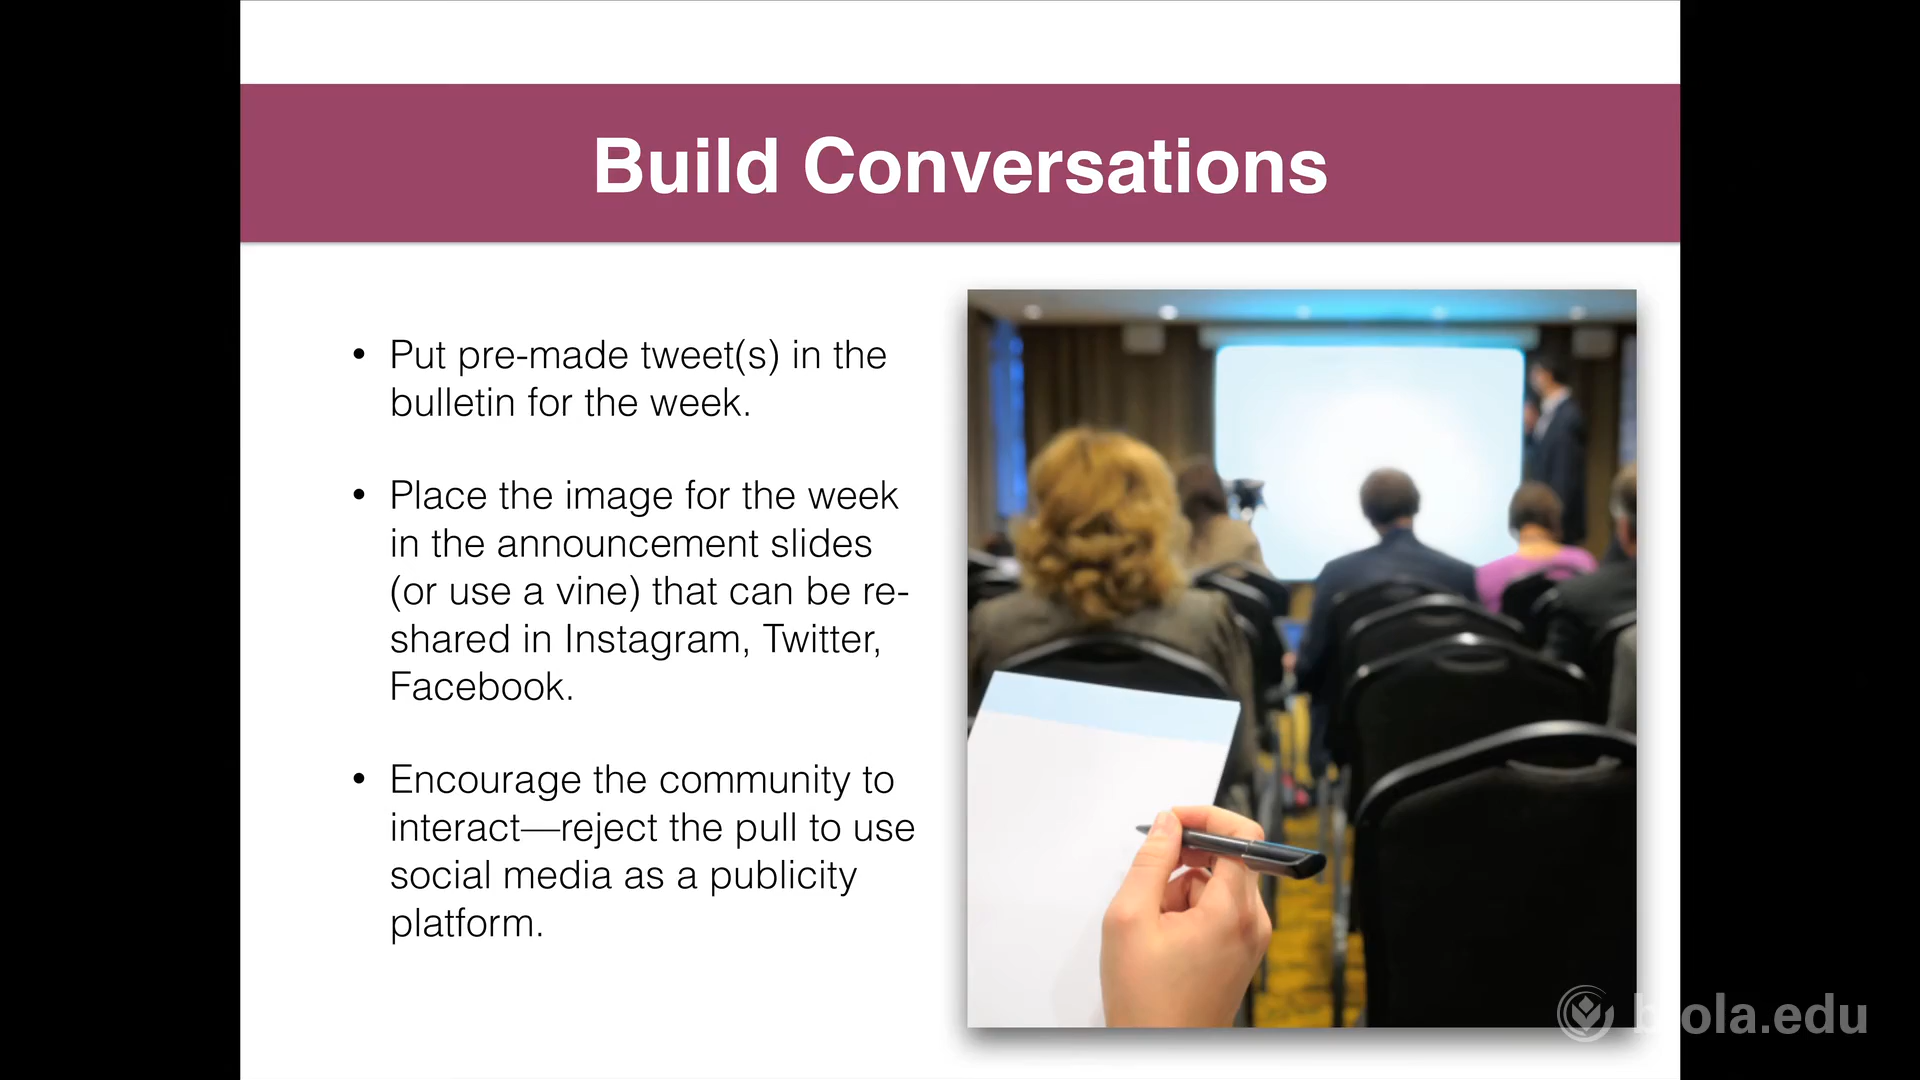 Build Conversations
• Put pre-made tweet(s) in the
bulletin for the week.
• Place the image for the week
in the announcement slides
(or use a vine) that can be re-
shared in Instagram, Twitter,
Facebook.
• Encourage the community to
interact—reject the pull to use
social media as a publicity
platform.
biola.edu